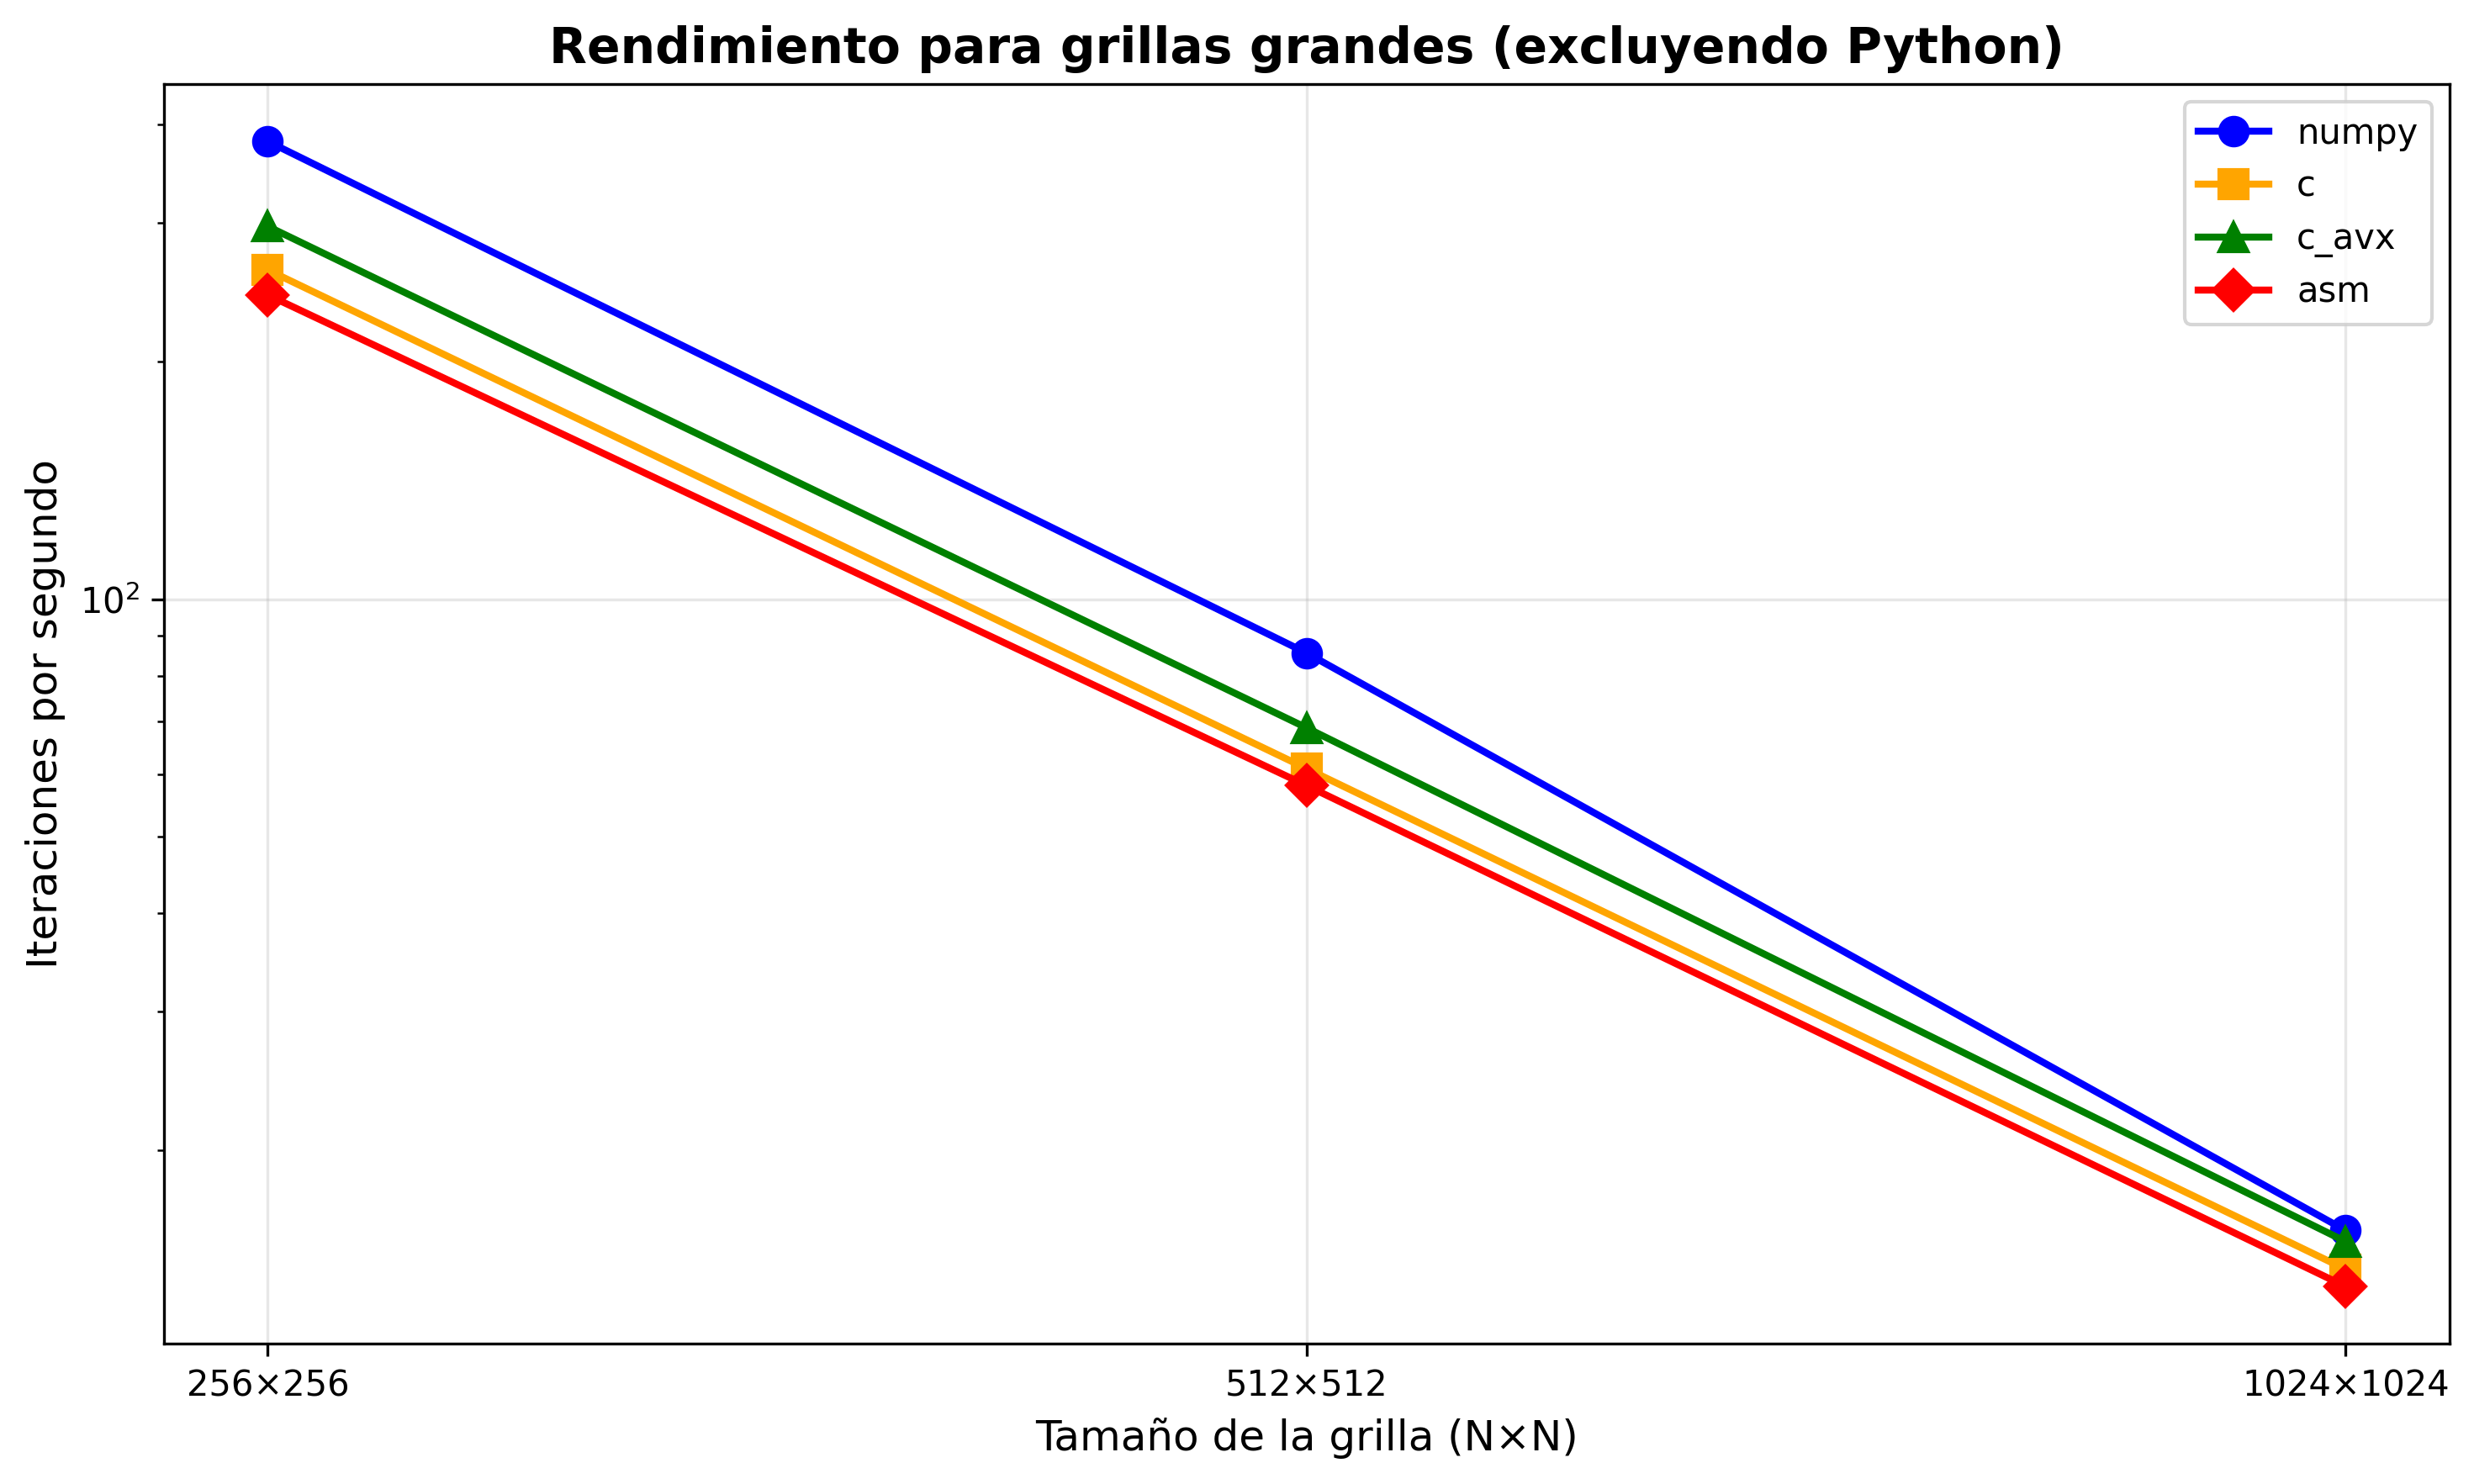 Rendimiento para grillas grandes (excluyendo Python)
numpy
c
c_avx
asm
Iteraciones por segundo
10²
256×256
512×512
1024×1024
Tamaño de la grilla (N×N)